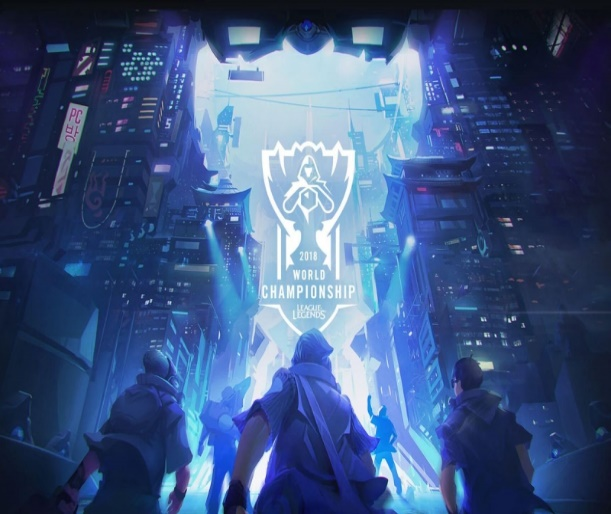 PC
방
2018
WORLD
CHAMPIONSHIP
LEAGUE
LEGENDS